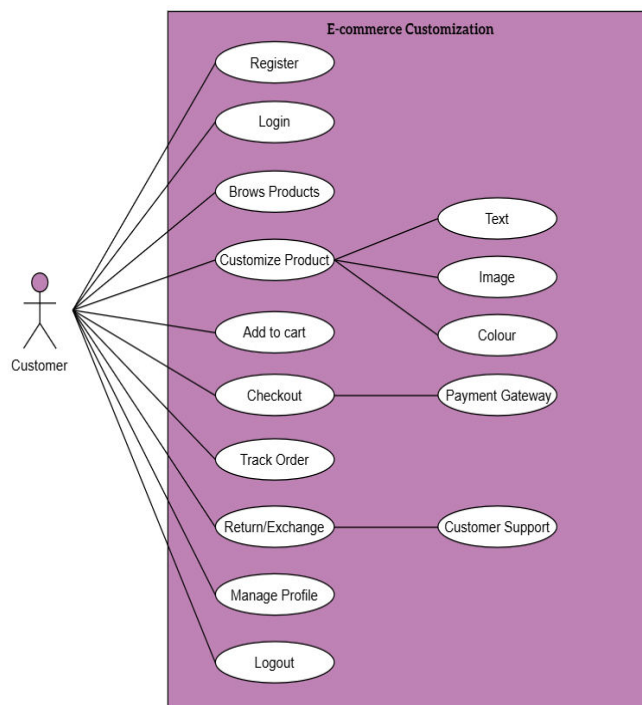 E-commerce Customization
Register
Login
Brows Products
Text
Customize Product
Image
Add to cart
Colour
Customer
Checkout
Payment Gateway
Track Order
Return/Exchange
Customer Support
Manage Profile
Logout